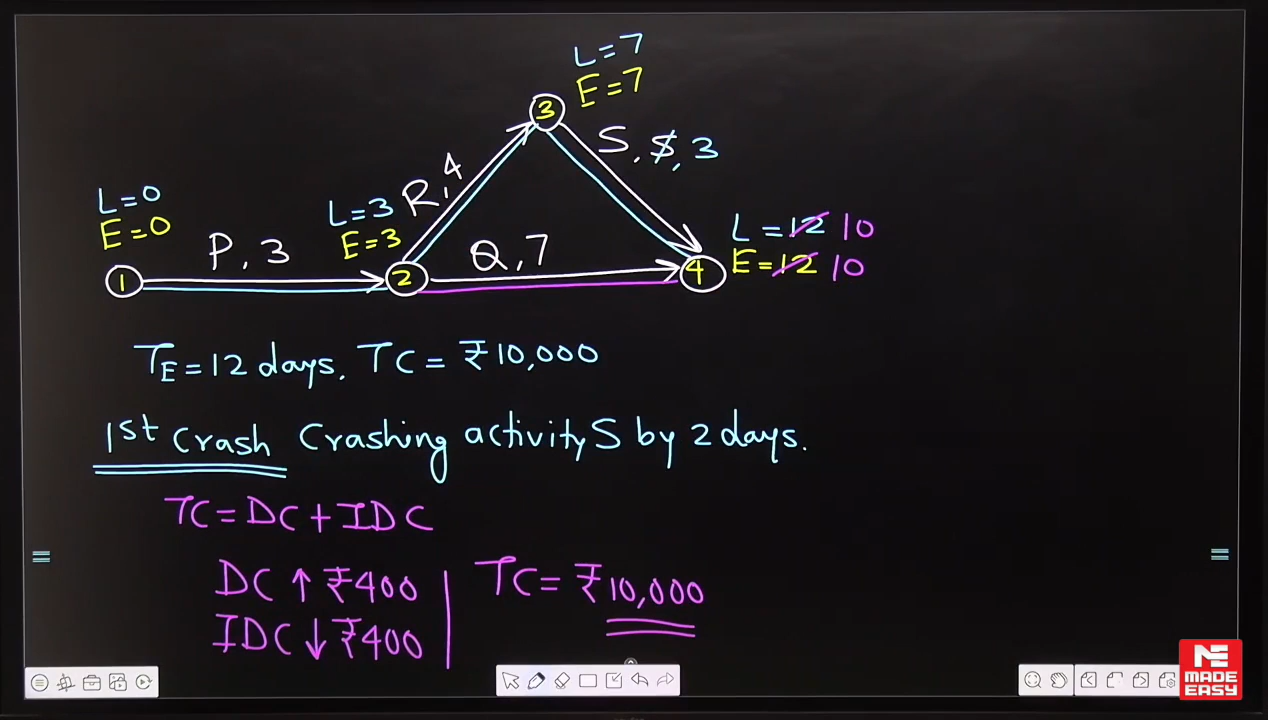 L=7
E=7
3
S, 5, 3
R, 4
L=0
E=0
L=3
E=3
L=12 10
E=12 10
P, 3
Q, 7
1
2
4
TE=12 days. TC= ₹10,000
1st Crash Crashing activity S by 2 days.
TC=DC+IDC
DC↑₹400
TC= ₹10,000
IDC↓₹400
MADE EASY